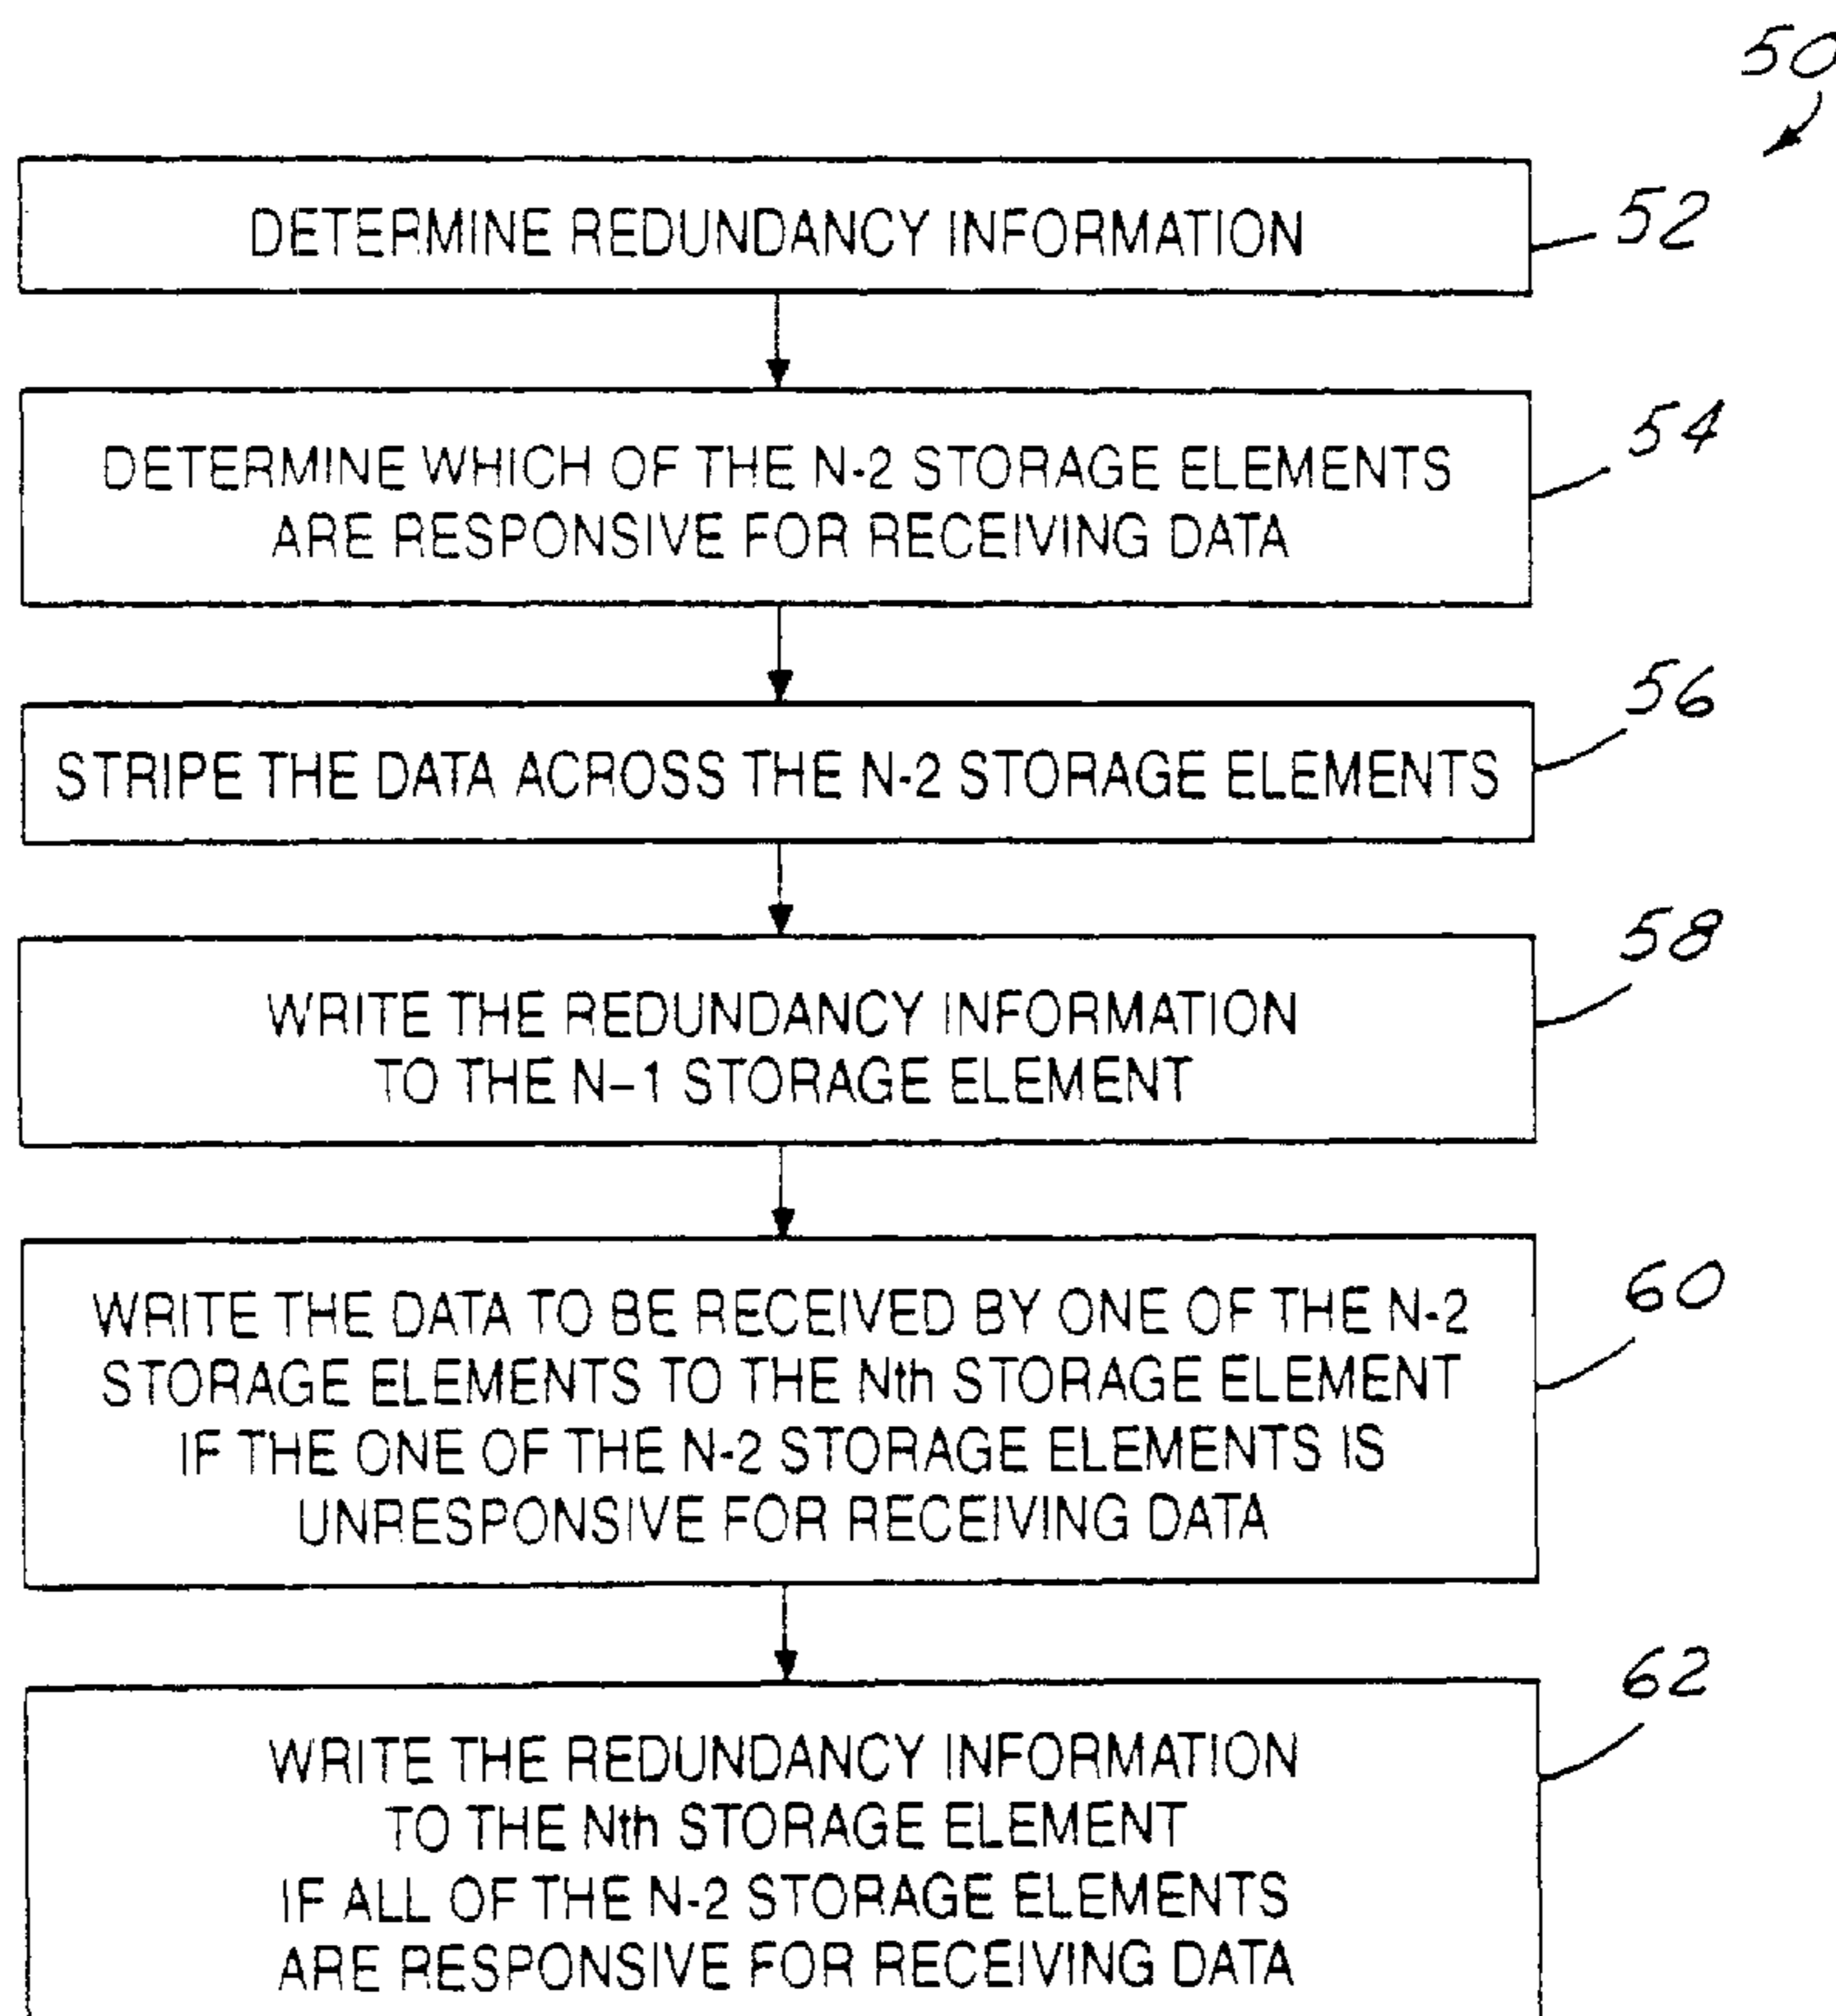 50
DETERMINE REDUNDANCY INFORMATION
52
DETERMINE WHICH OF THE N-2 STORAGE ELEMENTS
ARE RESPONSIVE FOR RECEIVING DATA
54
STRIPE THE DATA ACROSS THE N-2 STORAGE ELEMENTS
56
WRITE THE REDUNDANCY INFORMATION
TO THE N–1 STORAGE ELEMENT
58
WRITE THE DATA TO BE RECEIVED BY ONE OF THE N-2
STORAGE ELEMENTS TO THE Nth STORAGE ELEMENT
IF THE ONE OF THE N-2 STORAGE ELEMENTS IS
UNRESPONSIVE FOR RECEIVING DATA
60
WRITE THE REDUNDANCY INFORMATION
TO THE Nth STORAGE ELEMENT
IF ALL OF THE N-2 STORAGE ELEMENTS
ARE RESPONSIVE FOR RECEIVING DATA
62